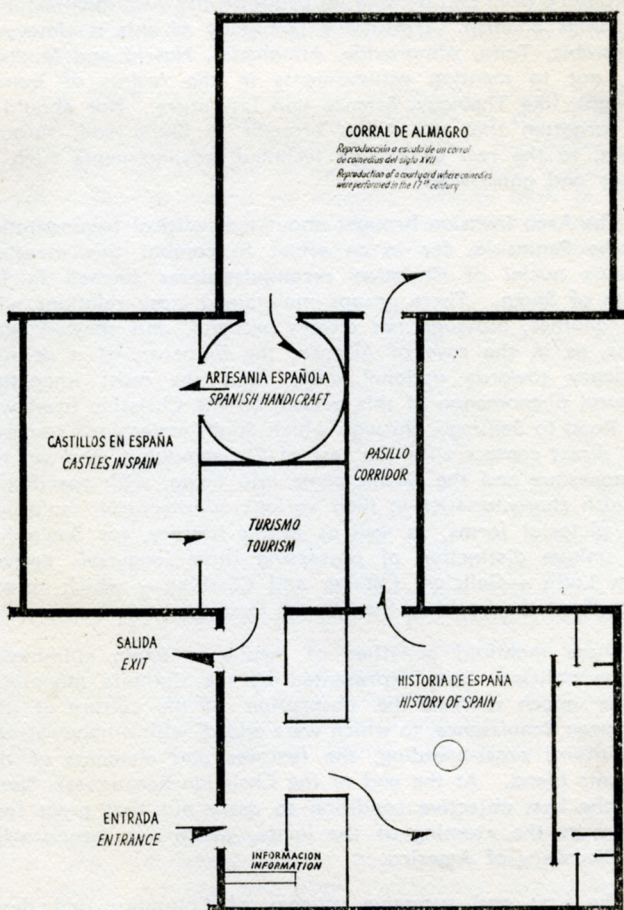 CORRAL DE ALMAGRO
Reproducción a escala de un corral
de comedias del siglo XVII
Reproduction of a courtyard where comedies
were performed in the 17th century
ARTESANIA ESPAÑOLA
SPANISH HANDICRAFT
CASTILLOS EN ESPAÑA
CASTLES IN SPAIN
PASILLO
CORRIDOR
TURISMO
TOURISM
SALIDA
EXIT
HISTORIA DE ESPAÑA
HISTORY OF SPAIN
ENTRADA
ENTRANCE
INFORMACION
INFORMATION